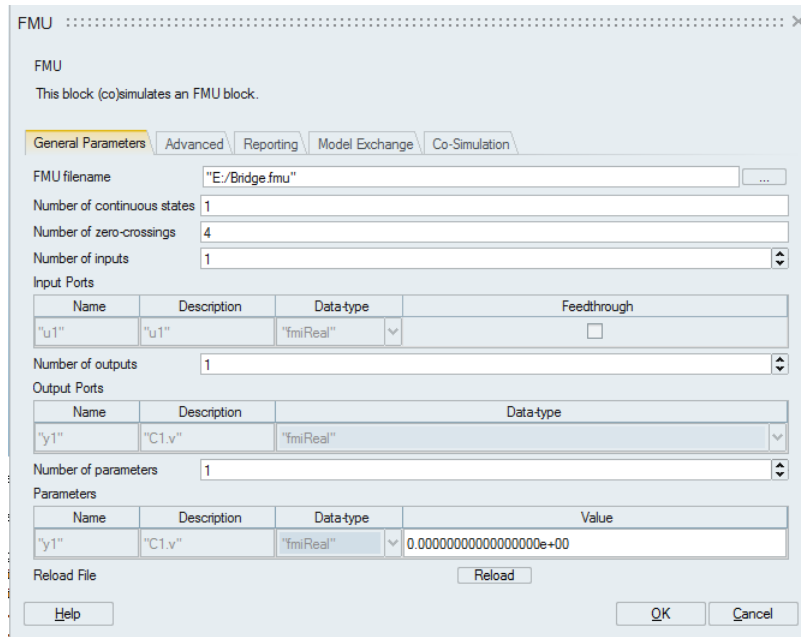 FMU
FMU
This block (co)simulates an FMU block.
General Parameters Advanced Reporting Model Exchange Co-Simulation
FMU filename "E:/Bridge.fmu" ...
Number of continuous states 1
Number of zero-crossings 4
Number of inputs 1
Input Ports
Name Description Data-type Feedthrough
"u1" "u1" "fmiReal"
Number of outputs 1
Output Ports
Name Description Data-type
"y1" "C1.v" "fmiReal"
Number of parameters 1
Parameters
Name Description Data-type Value
"y1" "C1.v" "fmiReal" 0.00000000000000000e+00
Reload File Reload
Help OK Cancel